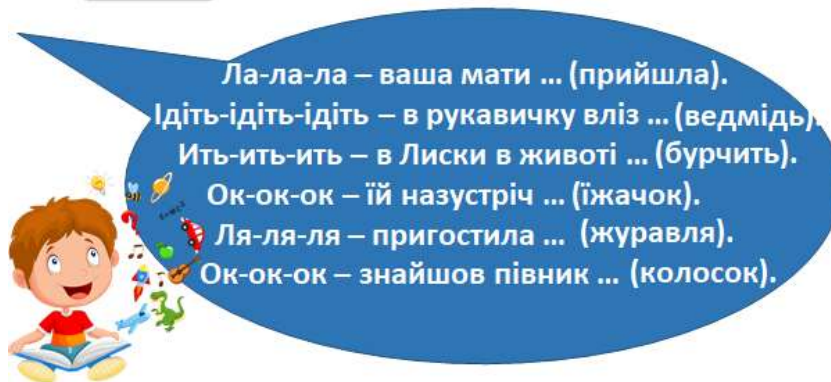 Ла-ла-ла – ваша мати ... (прийшла).
Ідіть-ідіть-ідіть – в рукавичку вліз ... (ведмідь).
Ить-ить-ить – в Лиски в животі ... (бурчить).
Ок-ок-ок – їй назустріч ... (їжачок).
Ля-ля-ля – пригостила ... (журавля).
Ок-ок-ок – знайшов півник ... (колосок).